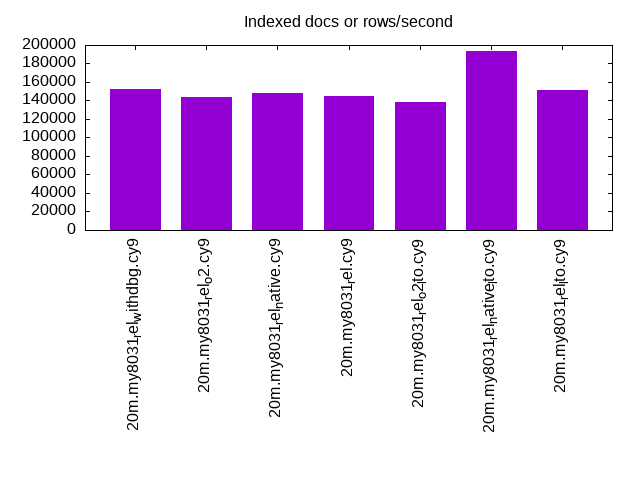 Indexed docs or rows/second
200000
180000
160000
140000
120000
100000
80000
60000
40000
20000
0
20m.my8031relwithdbg.cy9
20m.my8031relo2.cy9
20m.my8031relnative.cy9
20m.my8031rel.cy9
20m.my8031relo2lto.cy9
20m.my8031relnativelto.cy9
20m.my8031rellto.cy9